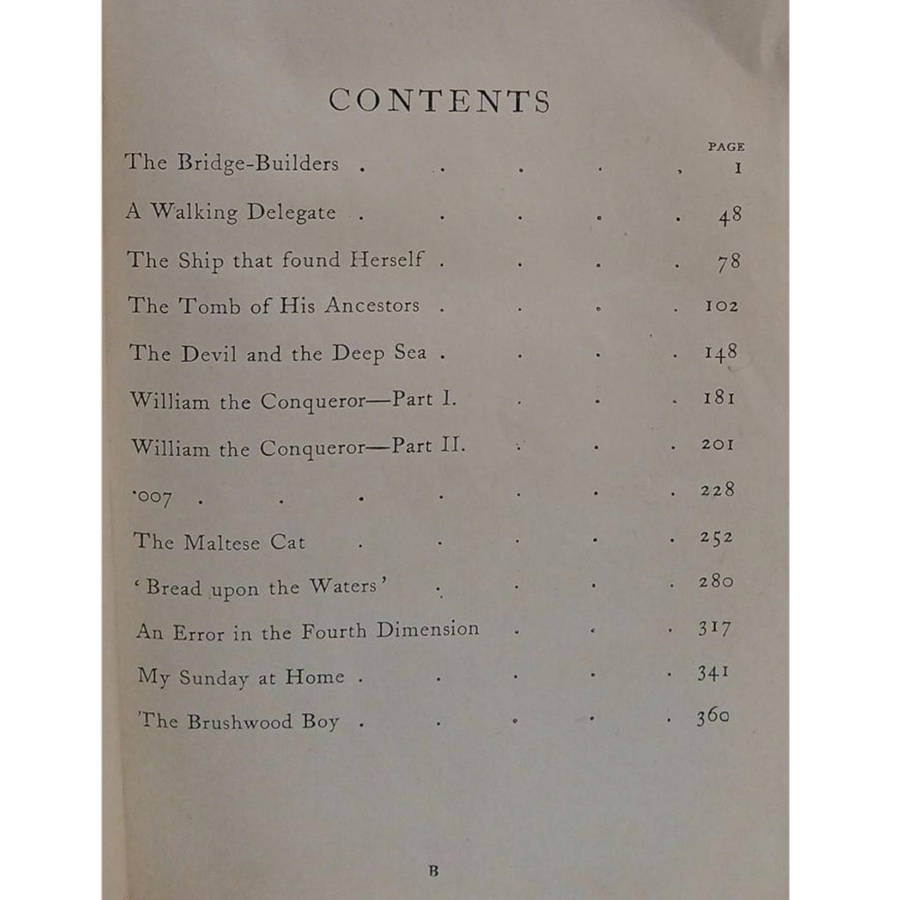 CONTENTS
PAGE
The Bridge-Builders . . . . . 1
A Walking Delegate . . . . . 48
The Ship that found Herself . . . . 78
The Tomb of His Ancestors . . . . 102
The Devil and the Deep Sea . . . . 148
William the Conqueror—Part I. . . . 181
William the Conqueror—Part II. . . . 201
·007 . . . . . . . 228
The Maltese Cat . . . . . 252
‘Bread upon the Waters’ . . . . 280
An Error in the Fourth Dimension . . . 317
My Sunday at Home . . . . . 341
The Brushwood Boy . . . . . 360
B